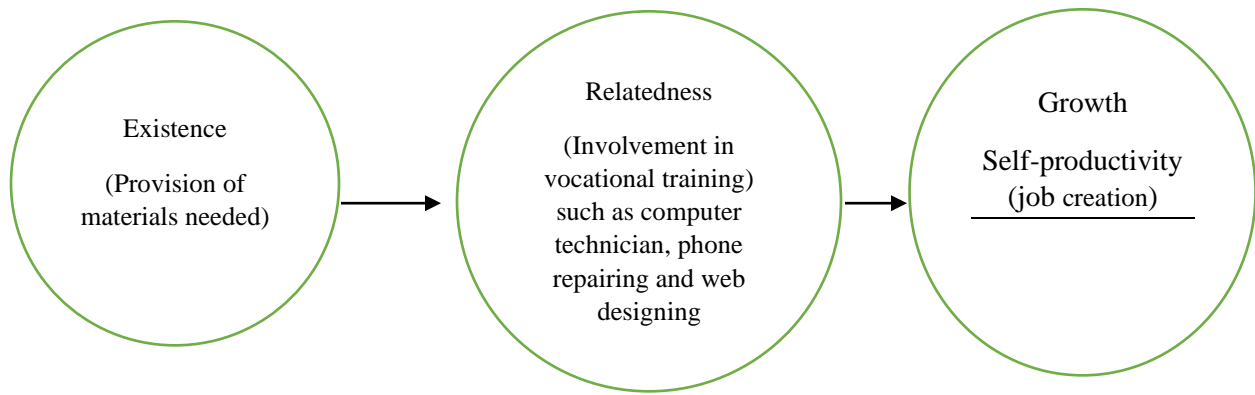 Existence
(Provision of
materials needed)
Relatedness
(Involvement in
vocational training)
such as computer
technician, phone
repairing and web
designing
Growth
Self-productivity
(job creation)